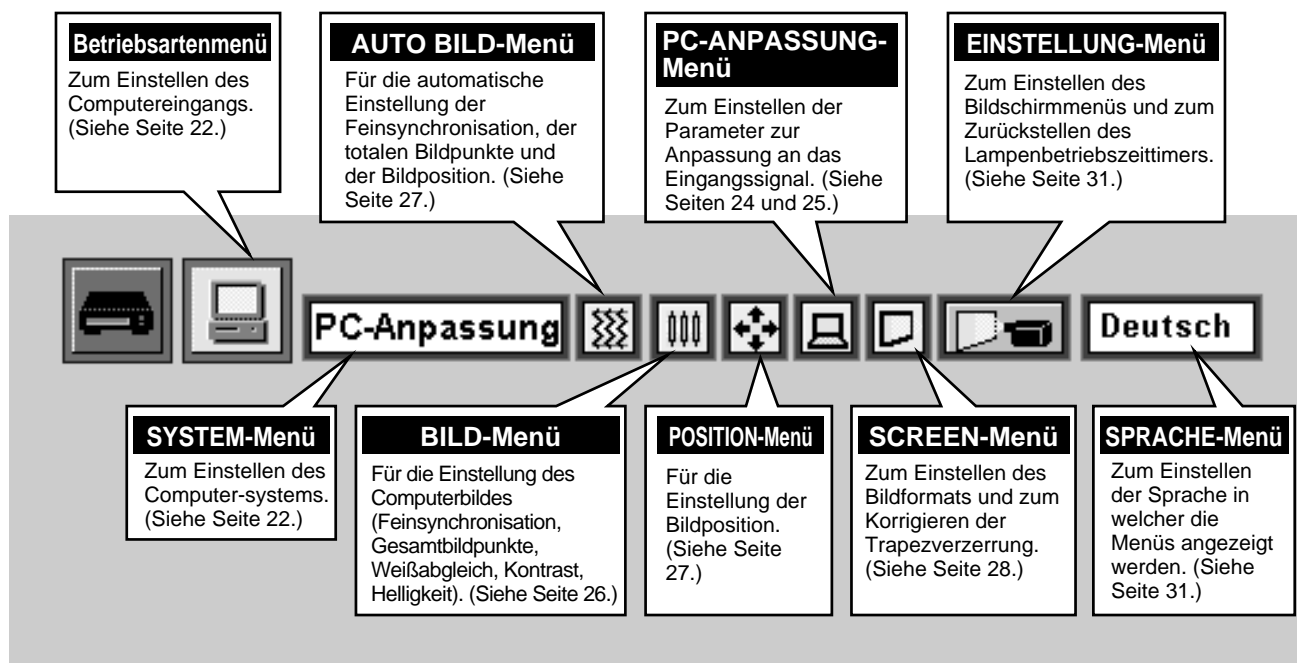 Betriebsartenmenü
Zum Einstellen des
Computereingangs.
(Siehe Seite 22.)
AUTO BILD-Menü
Für die automatische
Einstellung der
Feinsynchronisation, der
totalen Bildpunkte und
der Bildposition. (Siehe
Seite 27.)
PC-ANPASSUNG-
Menü
Zum Einstellen der
Parameter zur
Anpassung an das
Eingangssignal. (Siehe
Seiten 24 und 25.)
EINSTELLUNG-Menü
Zum Einstellen des
Bildschirmmenüs und zum
Zurückstellen des
Lampenbetriebszeittimers.
(Siehe Seite 31.)
PC-Anpassung
Deutsch
SYSTEM-Menü
Zum Einstellen des
Computer-systems.
(Siehe Seite 22.)
BILD-Menü
Für die Einstellung des
Computerbildes
(Feinsynchronisation,
Gesamtbildpunkte,
Weißabgleich, Kontrast,
Helligkeit). (Siehe Seite 26.)
POSITION-Menü
Für die
Einstellung der
Bildposition.
(Siehe Seite
27.)
SCREEN-Menü
Zum Einstellen des
Bildformats und zum
Korrigieren der
Trapezverzerrung.
(Siehe Seite 28.)
SPRACHE-Menü
Zum Einstellen
der Sprache in
welcher die
Menüs angezeigt
werden. (Siehe
Seite 31.)